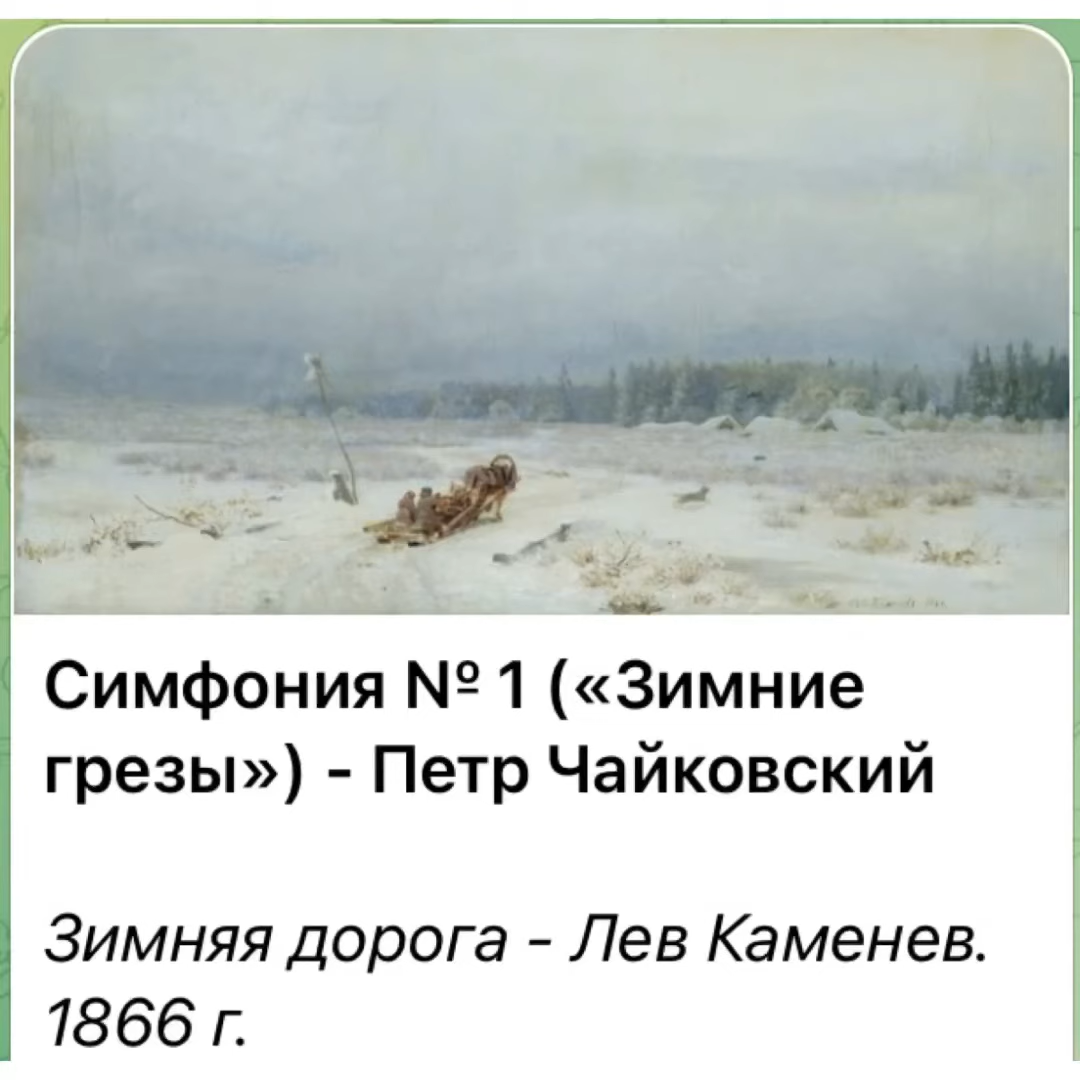 Симфония № 1 («Зимние
грезы») - Петр Чайковский
Зимняя дорога - Лев Каменев.
1866 г.